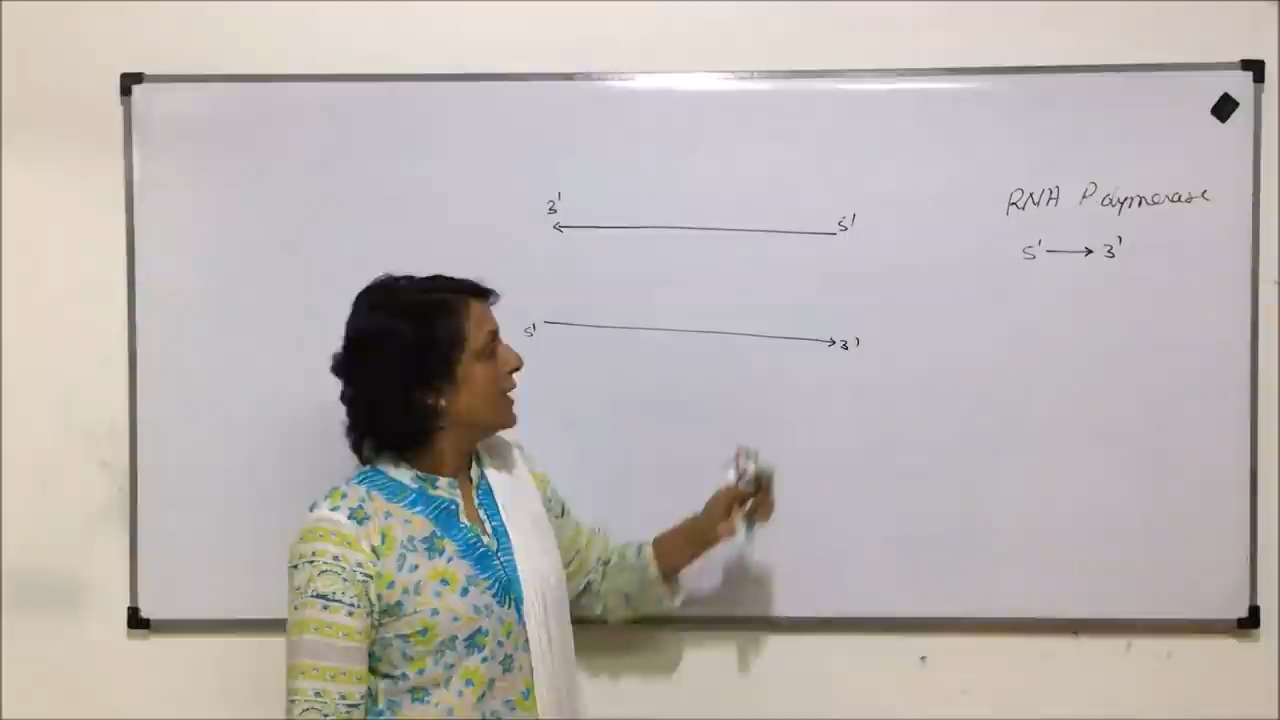 3' 5'
5' 3'
RNA Polymerase
5' → 3'